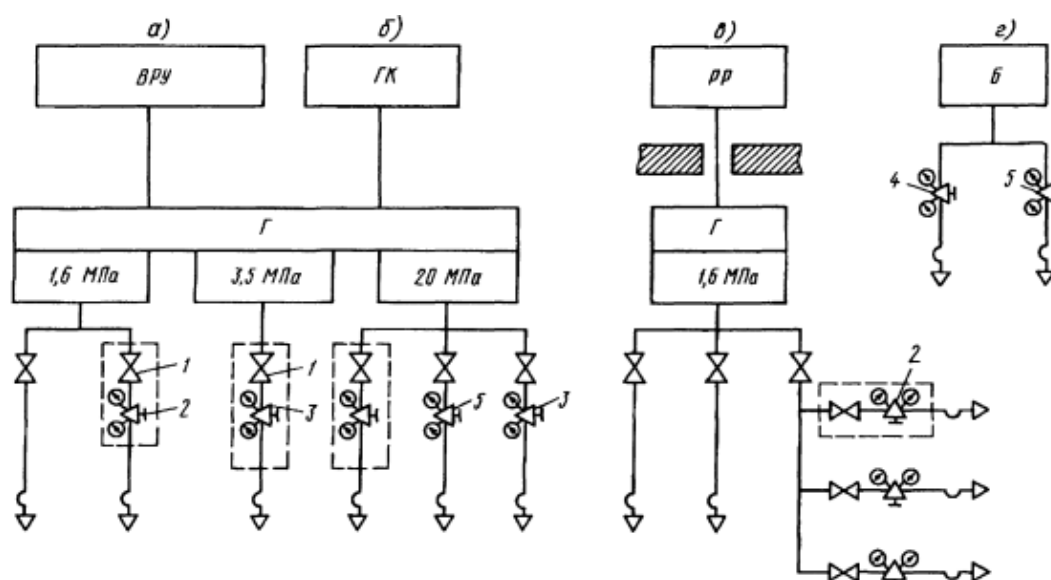 а) б) в) г)
ВРУ ГК РР Б
4 5
Г Г
1,6 МПа 3,5 МПа 20 МПа 1,6 МПа
1 1 2
2 3 5 3